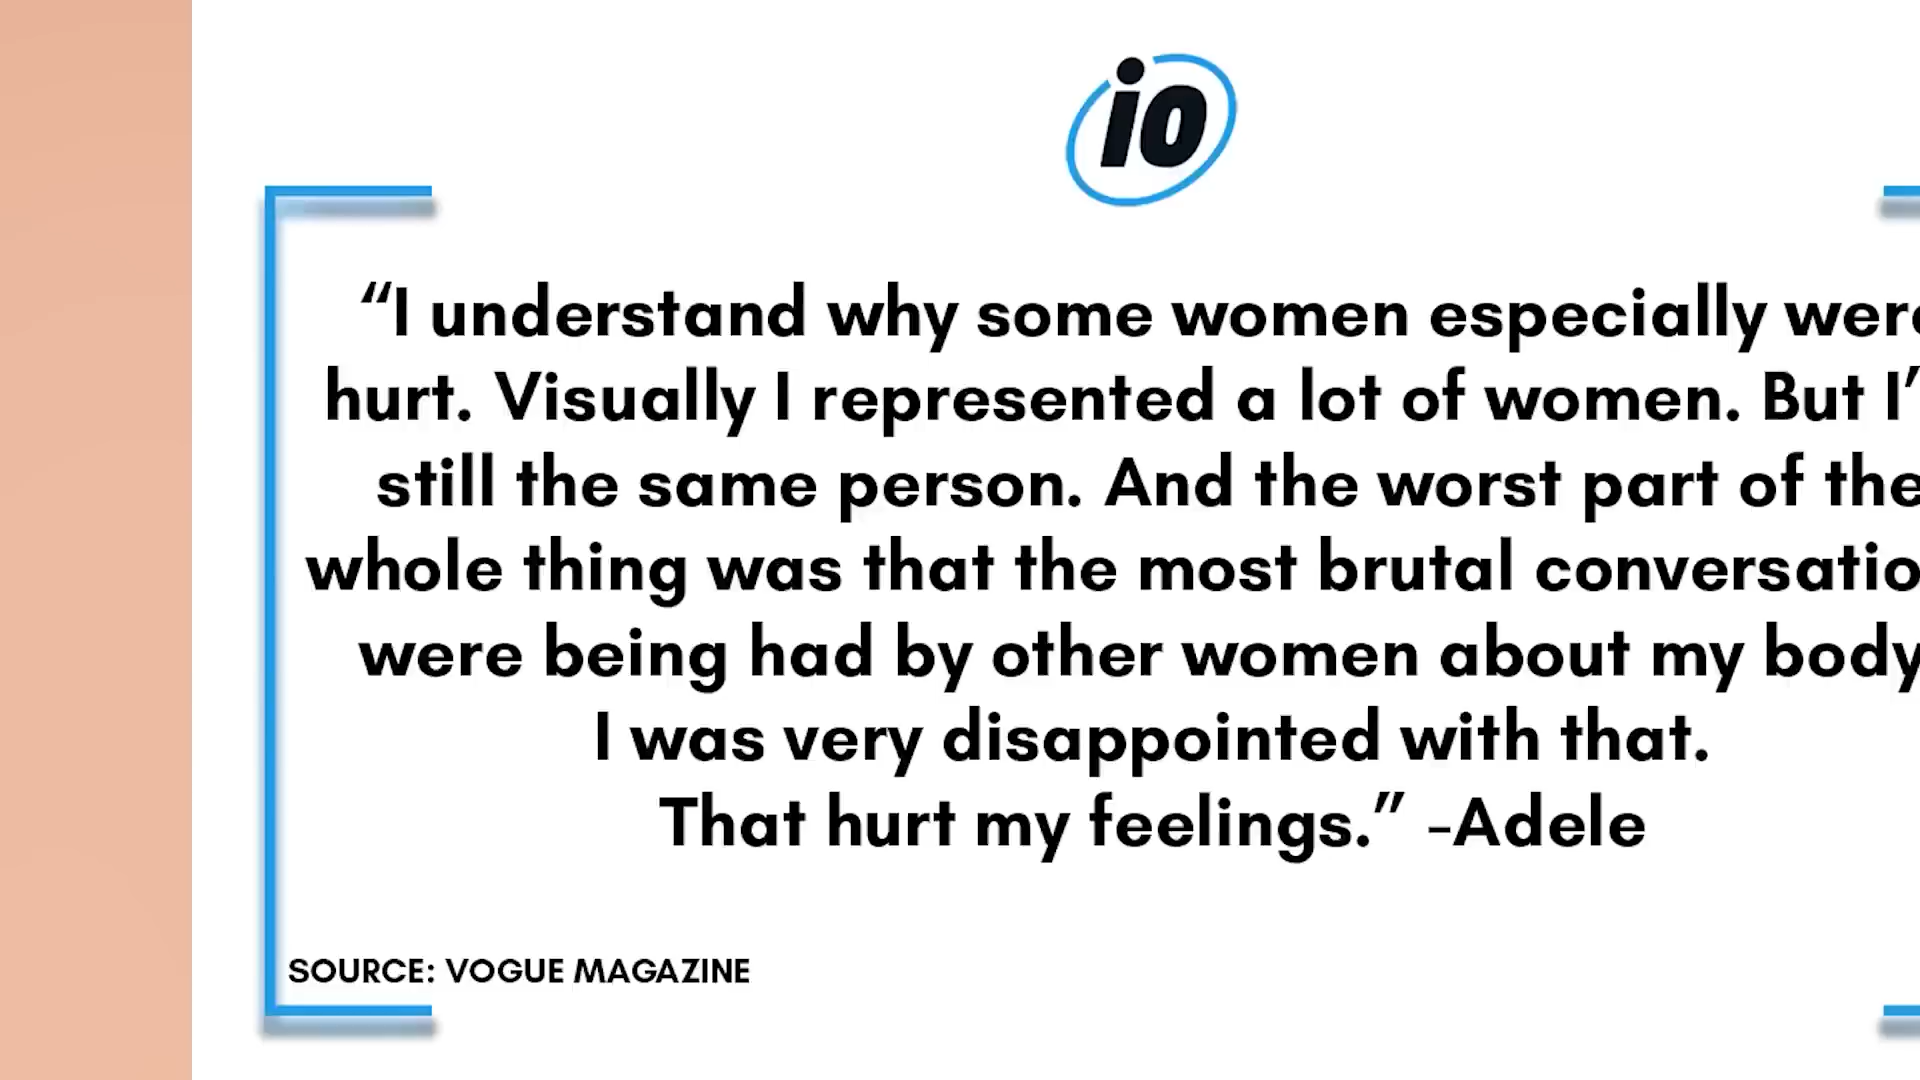 io
“I understand why some women especially were
hurt. Visually I represented a lot of women. But I’
still the same person. And the worst part of the
whole thing was that the most brutal conversatio
were being had by other women about my body
I was very disappointed with that.
That hurt my feelings.” -Adele
SOURCE: VOGUE MAGAZINE